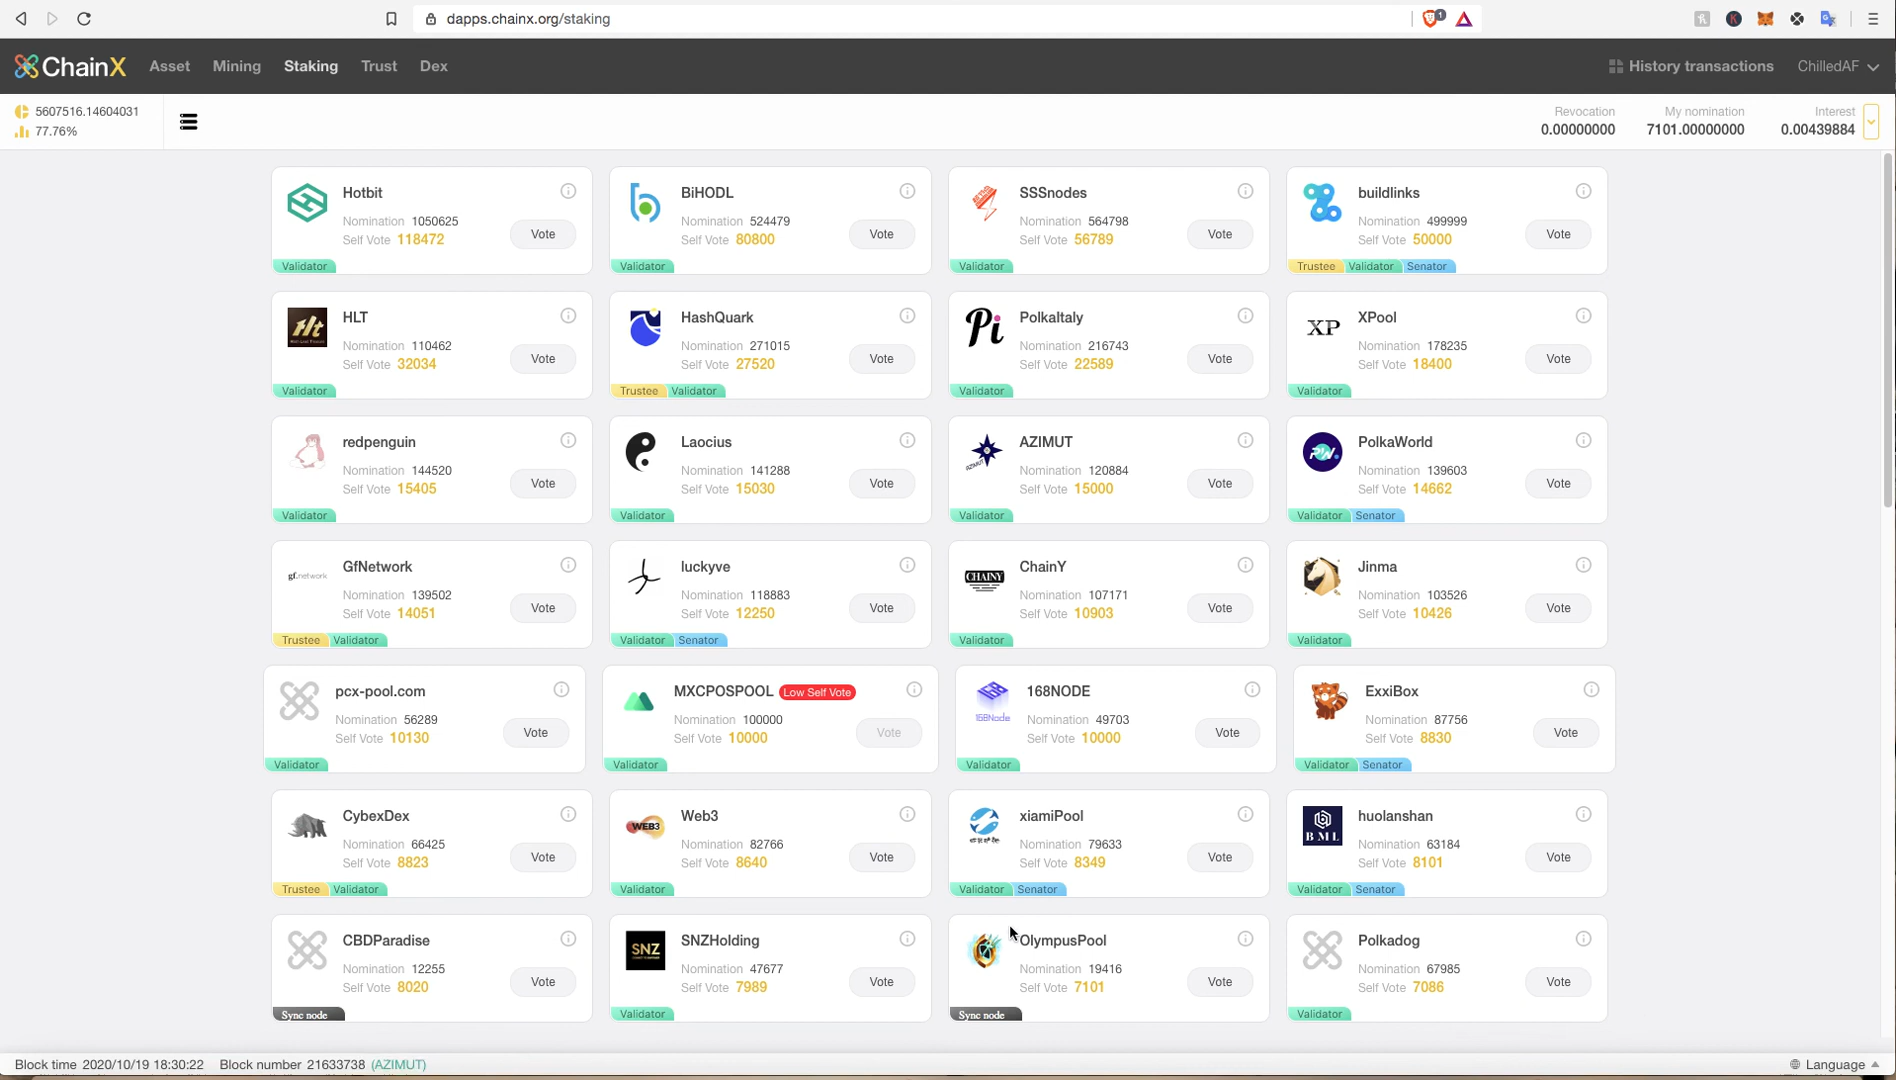 dapps.chainx.org/staking
1
ChainX Asset Mining Staking Trust Dex History transactions ChilledAF
5607516.14604031
77.76%
Revocation My nomination Interest
0.00000000 7101.00000000 0.00439884
Hotbit
Nomination 1050625
Self Vote 118472
Vote
Validator
BiHODL
Nomination 524479
Self Vote 80800
Vote
Validator
SSSnodes
Nomination 564798
Self Vote 56789
Vote
Validator
buildlinks
Nomination 499999
Self Vote 50000
Vote
Trustee Validator Senator
HLT
Nomination 110462
Self Vote 32034
Vote
Validator
HashQuark
Nomination 271015
Self Vote 27520
Vote
Trustee Validator
PolkaItaly
Nomination 216743
Self Vote 22589
Vote
Validator
XP
XPool
Nomination 178235
Self Vote 18400
Vote
Validator
redpenguin
Nomination 144520
Self Vote 15405
Vote
Validator
Laocius
Nomination 141288
Self Vote 15030
Vote
Validator
AZIMUT
AZIMUT
Nomination 120884
Self Vote 15000
Vote
Validator
PolkaWorld
Nomination 139603
Self Vote 14662
Vote
Validator Senator
gf.network
GfNetwork
Nomination 139502
Self Vote 14051
Vote
Trustee Validator
luckyve
Nomination 118883
Self Vote 12250
Vote
Validator Senator
CHAINY
ChainY
Nomination 107171
Self Vote 10903
Vote
Validator
Jinma
Nomination 103526
Self Vote 10426
Vote
Validator
pcx-pool.com
Nomination 56289
Self Vote 10130
Vote
Validator
MXCPOSPOOL Low Self Vote
Nomination 100000
Self Vote 10000
Vote
Validator
168Node
168NODE
Nomination 49703
Self Vote 10000
Vote
Validator
ExxiBox
Nomination 87756
Self Vote 8830
Vote
Validator Senator
CybexDex
Nomination 66425
Self Vote 8823
Vote
Trustee Validator
WEB3
Web3
Nomination 82766
Self Vote 8640
Vote
Validator
xiamiPool
Nomination 79633
Self Vote 8349
Vote
Validator Senator
BML
huolanshan
Nomination 63184
Self Vote 8101
Vote
Validator Senator
CBDParadise
Nomination 12255
Self Vote 8020
Vote
Sync node
SNZ
SNZHolding
Nomination 47677
Self Vote 7989
Vote
Validator
OlympusPool
Nomination 19416
Self Vote 7101
Vote
Sync node
Polkadog
Nomination 67985
Self Vote 7086
Vote
Validator
Block time 2020/10/19 18:30:22 Block number 21633738 (AZIMUT) Language